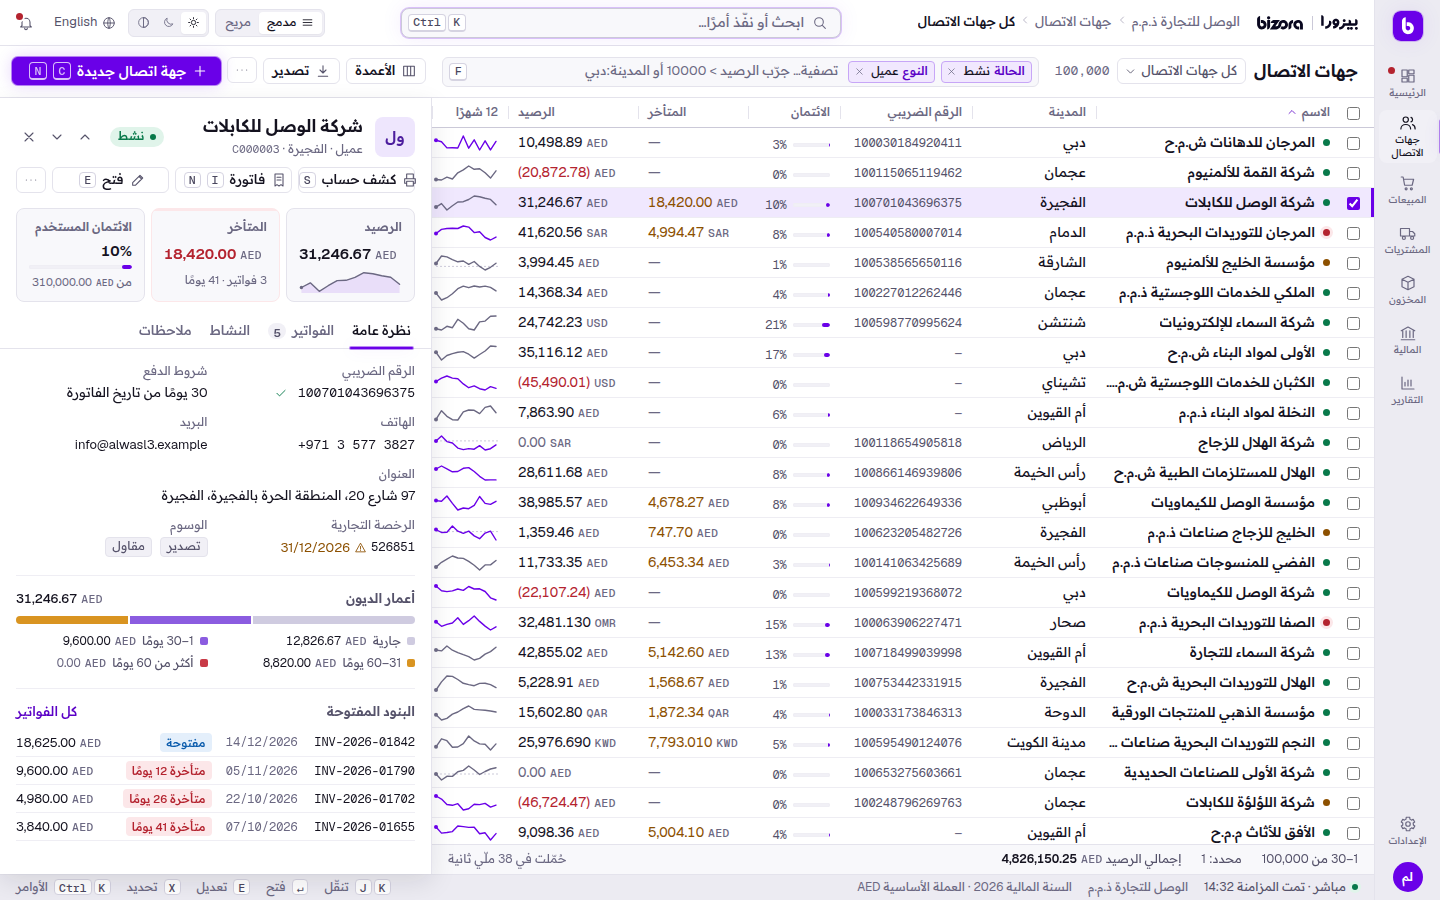 بيزورا | bizora
الوصل للتجارة ذ.م.م › جهات الاتصال › كل جهات الاتصال
ابحث أو نفّذ أمرًا...
Ctrl K
مدمج
مريح
English
الرئيسية
جهات الاتصال
المبيعات
المشتريات
المخزون
المالية
التقارير
الإعدادات
لم
جهات الاتصال
كل جهات الاتصال
100,000
الحالة نشط ×
النوع عميل ×
تصفية... جرّب الرصيد > 10000 أو المدينة:دبي
F
الأعمدة
تصدير
جهة اتصال جديدة N C
الاسم المدينة الرقم الضريبي الائتمان المتأخر الرصيد 12 شهرًا
المرجان للدهانات ش.م.ح دبي 100030184920411 3% — 10,498.89 AED
شركة القمة للألمنيوم عجمان 100115065119462 0% — (20,872.78) AED
شركة الوصل للكابلات الفجيرة 100701043696375 10% 18,420.00 AED 31,246.67 AED
المرجان للتوريدات البحرية ذ.م.م الدمام 100540580007014 8% 4,994.47 SAR 41,620.56 SAR
مؤسسة الخليج للألمنيوم الشارقة 100538565650116 1% — 3,994.45 AED
الملكي للخدمات اللوجستية ذ.م.م عجمان 100227012262446 4% — 14,368.34 AED
شركة السماء للإلكترونيات شنتشن 100598770995624 21% — 24,742.23 USD
الأولى لمواد البناء ش.م.ح دبي – 17% — 35,116.12 AED
الكثبان للخدمات اللوجستية ش.م.... تشيناي – 0% — (45,490.01) USD
النخلة لمواد البناء ذ.م.م أم القيوين – 6% — 7,863.90 AED
شركة الهلال للزجاج الرياض 100118654905818 0% — 0.00 SAR
الهلال للمستلزمات الطبية ش.م.ح رأس الخيمة 100866146939806 8% — 28,611.68 AED
مؤسسة الوصل للكيماويات أبوظبي 100934622649336 8% 4,678.27 AED 38,985.57 AED
الخليج للزجاج صناعات ذ.م.م الفجيرة 100623205482726 0% 747.70 AED 1,359.46 AED
الفضي للمنسوجات صناعات ذ.م.م رأس الخيمة 100141063425689 3% 6,453.34 AED 11,733.35 AED
شركة الوصل للكيماويات دبي 100599219368072 0% — (22,107.24) AED
الصفا للتوريدات البحرية ذ.م.م صحار 100063906227471 15% — 32,481.130 OMR
شركة السماء للتجارة أم القيوين 100718499039998 13% 5,142.60 AED 42,855.02 AED
الهلال للتوريدات البحرية ش.م.ح الفجيرة 100753442331915 1% 1,568.67 AED 5,228.91 AED
مؤسسة الذهبي للمنتجات الورقية الدوحة 100033173846313 4% 1,872.34 QAR 15,602.80 QAR
النجم للتوريدات البحرية صناعات ... مدينة الكويت 100595490124076 5% 7,793.010 KWD 25,976.690 KWD
شركة الأولى للصناعات الحديدية عجمان 100653275603661 0% — 0.00 AED
شركة اللؤلؤة للكابلات عجمان 100248796269763 0% — (46,724.47) AED
الأفق للأثاث م.م.ح أم القيوين – 4% 5,004.10 AED 9,098.36 AED
1–30 من 100,000 محدد: 1 إجمالي الرصيد AED 4,826,150.25 حُمّلت في 38 ملّي ثانية
ول
شركة الوصل للكابلات
عميل · الفجيرة · C000003
نشط
كشف حساب S
فاتورة I N
فتح E
الرصيد
31,246.67 AED
المتأخر
18,420.00 AED
3 فواتير · 41 يومًا
الائتمان المستخدم
10%
من AED 310,000.00
نظرة عامة الفواتير 5 النشاط ملاحظات
الرقم الضريبي شروط الدفع
100701043696375 ✓ 30 يومًا من تاريخ الفاتورة
الهاتف البريد
+971 3 577 3827 info@alwasl3.example
العنوان
97 شارع 20، المنطقة الحرة بالفجيرة، الفجيرة
الرخصة التجارية الوسوم
526851 31/12/2026 تصدير مقاول
أعمار الديون 31,246.67 AED
جارية 12,826.67 AED 1–30 يومًا 9,600.00 AED
31–60 يومًا 8,820.00 AED أكثر من 60 يومًا 0.00 AED
البنود المفتوحة كل الفواتير
INV-2026-01842 14/12/2026 مفتوحة 18,625.00 AED
INV-2026-01790 05/11/2026 متأخرة 12 يومًا 9,600.00 AED
INV-2026-01702 22/10/2026 متأخرة 26 يومًا 4,980.00 AED
INV-2026-01655 07/10/2026 متأخرة 41 يومًا 3,840.00 AED
مباشر · تمت المزامنة 14:32 الوصل للتجارة ذ.م.م السنة المالية 2026 · العملة الأساسية AED
J K تنقّل ↵ فتح E تعديل X تحديد Ctrl K الأوامر